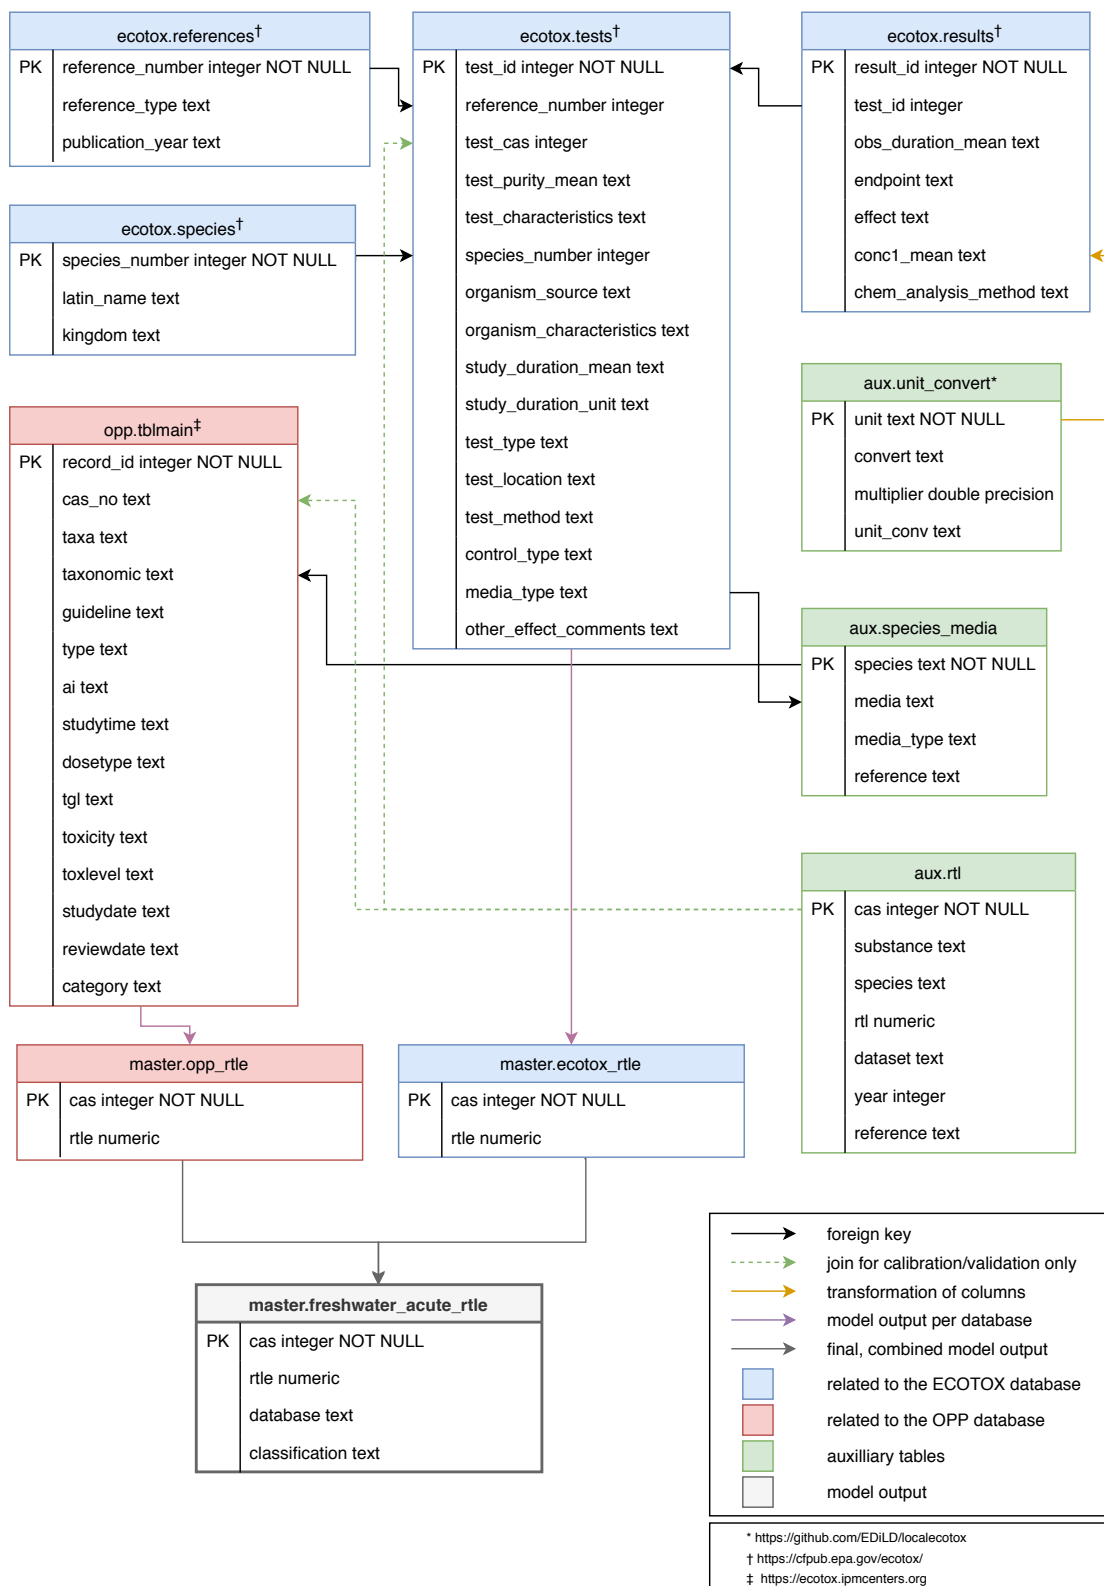 ecotox.references†
PK reference_number integer NOT NULL
reference_type text
publication_year text
ecotox.species†
PK species_number integer NOT NULL
latin_name text
kingdom text
opp.tblmain‡
PK record_id integer NOT NULL
cas_no text
taxa text
taxonomic text
guideline text
type text
ai text
studytime text
dosetype text
tgl text
toxicity text
toxlevel text
studydate text
reviewdate text
category text
ecotox.tests†
PK test_id integer NOT NULL
reference_number integer
test_cas integer
test_purity_mean text
test_characteristics text
species_number integer
organism_source text
organism_characteristics text
study_duration_mean text
study_duration_unit text
test_type text
test_location text
test_method text
control_type text
media_type text
other_effect_comments text
ecotox.results†
PK result_id integer NOT NULL
test_id integer
obs_duration_mean text
endpoint text
effect text
conc1_mean text
chem_analysis_method text
aux.unit_convert*
PK unit text NOT NULL
convert text
multiplier double precision
unit_conv text
aux.species_media
PK species text NOT NULL
media text
media_type text
reference text
aux.rtl
PK cas integer NOT NULL
substance text
species text
rtl numeric
dataset text
year integer
reference text
master.opp_rtle
PK cas integer NOT NULL
rtle numeric
master.ecotox_rtle
PK cas integer NOT NULL
rtle numeric
master.freshwater_acute_rtle
PK cas integer NOT NULL
rtle numeric
database text
classification text
foreign key
join for calibration/validation only
transformation of columns
model output per database
final, combined model output
related to the ECOTOX database
related to the OPP database
auxilliary tables
model output
* https://github.com/EDiLD/localecotox
† https://cfpub.epa.gov/ecotox/
‡ https://ecotox.ipmcenters.org